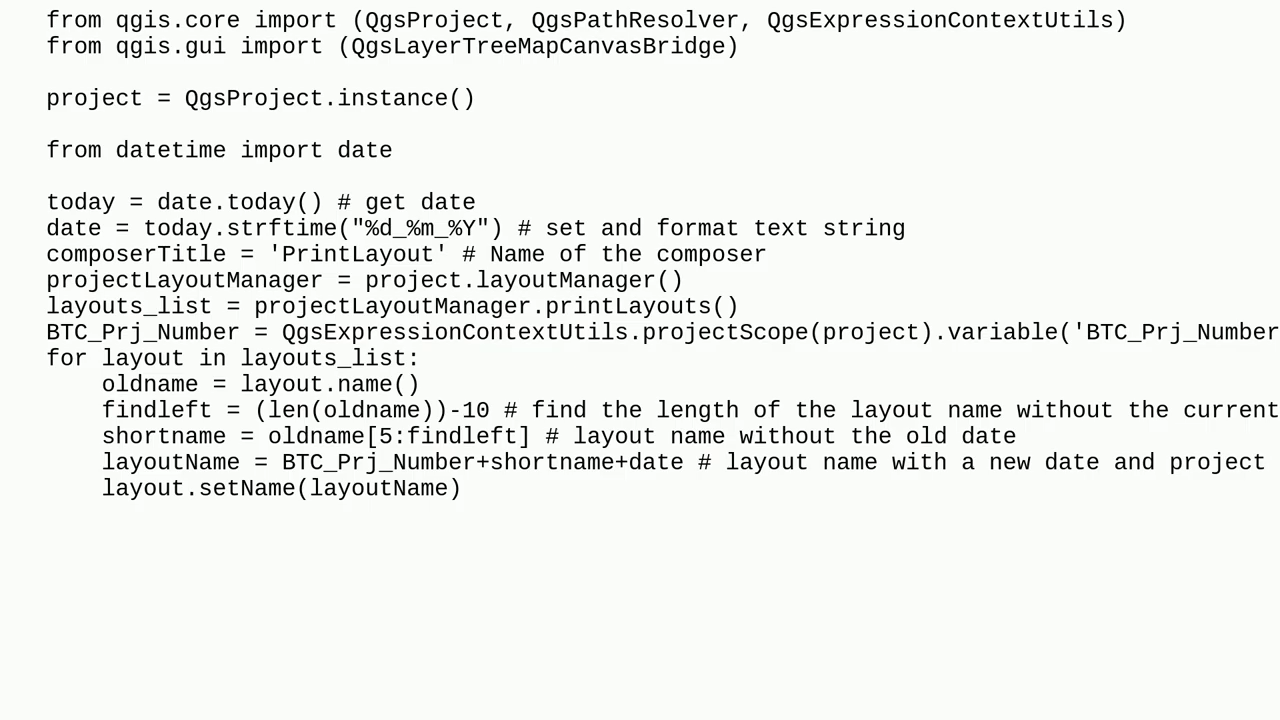 from qgis.core import (QgsProject, QgsPathResolver, QgsExpressionContextUtils)
from qgis.gui import (QgsLayerTreeMapCanvasBridge)
project = QgsProject.instance()
from datetime import date
today = date.today() # get date
date = today.strftime("%d_%m_%Y") # set and format text string
composerTitle = 'PrintLayout' # Name of the composer
projectLayoutManager = project.layoutManager()
layouts_list = projectLayoutManager.printLayouts()
BTC_Prj_Number = QgsExpressionContextUtils.projectScope(project).variable('BTC_Prj_Number
for layout in layouts_list:
    oldname = layout.name()
    findleft = (len(oldname))-10 # find the length of the layout name without the current
    shortname = oldname[5:findleft] # layout name without the old date
    layoutName = BTC_Prj_Number+shortname+date # layout name with a new date and project
    layout.setName(layoutName)